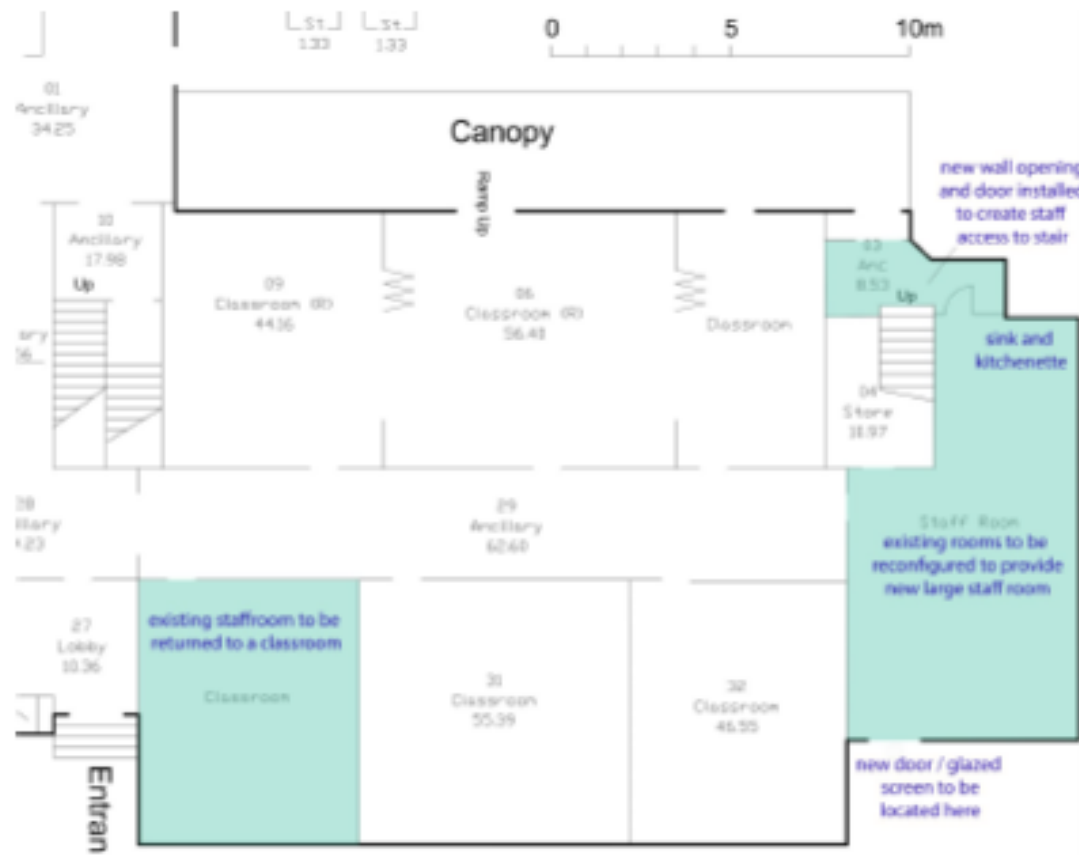 St
1.33
St
1.33
0
5
10m
01
Ancillary
34.25
Canopy
Ramp Up
new wall opening
and door installed
to create staff
access to stair
10
Ancillary
17.98
Up
09
Classroom (R)
44.16
06
Classroom (R)
56.41
Classroom
03
Anc
8.53
Up
sink and
kitchenette
04
Store
10.97
28
4.23
29
Ancillary
62.60
Staff Room
existing rooms to be
reconfigured to provide
new large staff room
existing staffroom to be
returned to a classroom
27
Lobby
10.36
Classroom
31
Classroom
55.39
32
Classroom
46.55
Entran
new door / glazed
screen to be
located here